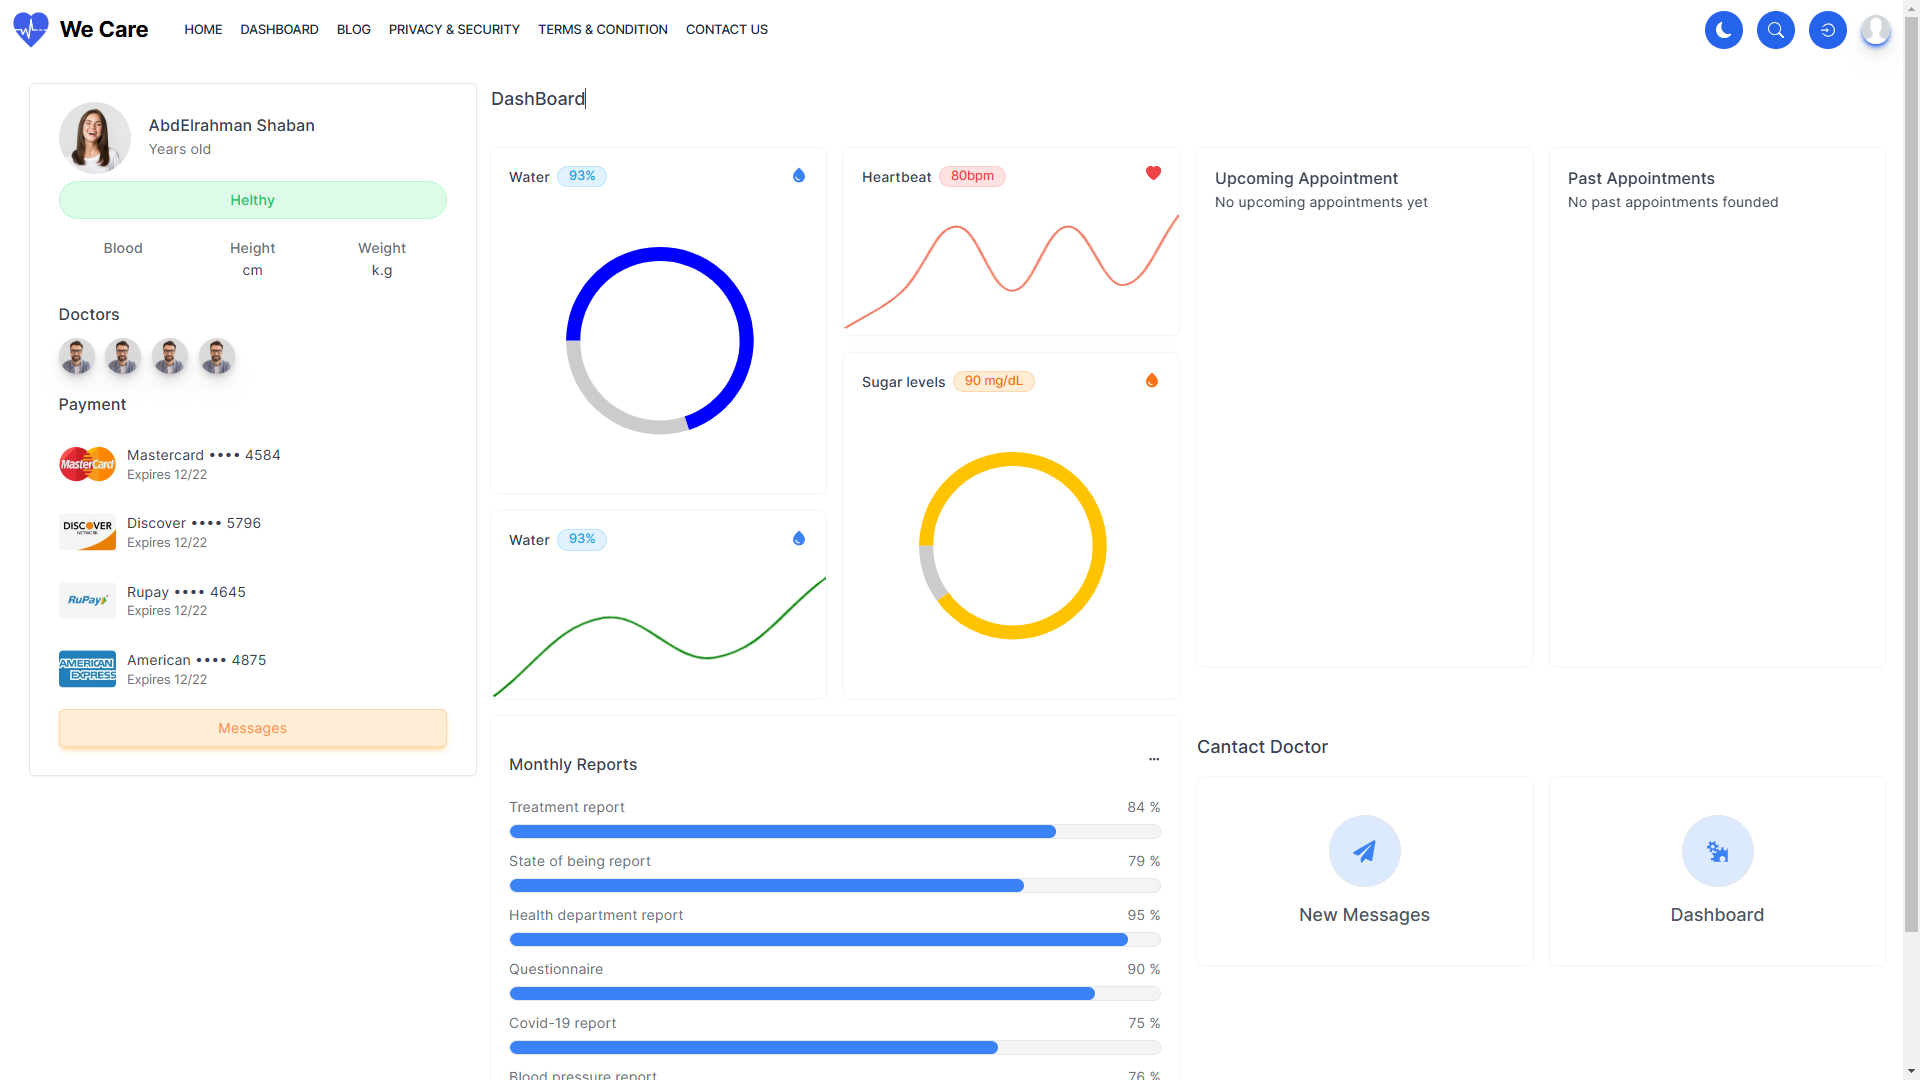 We Care
HOME DASHBOARD BLOG PRIVACY & SECURITY TERMS & CONDITION CONTACT US
AbdElrahman Shaban
Years old
Helthy
Blood Height Weight
cm k.g
Doctors
Payment
MasterCard
Mastercard •••• 4584
Expires 12/22
DISCOVER
NETWORK
Discover •••• 5796
Expires 12/22
RuPay
Rupay •••• 4645
Expires 12/22
AMERICAN
EXPRESS
American •••• 4875
Expires 12/22
Messages
DashBoard
Water 93%
Heartbeat 80bpm
Sugar levels 90 mg/dL
Water 93%
Upcoming Appointment
No upcoming appointments yet
Past Appointments
No past appointments founded
Monthly Reports
Treatment report 84 %
State of being report 79 %
Health department report 95 %
Questionnaire 90 %
Covid-19 report 75 %
Blood pressure report 76 %
Cantact Doctor
New Messages
Dashboard